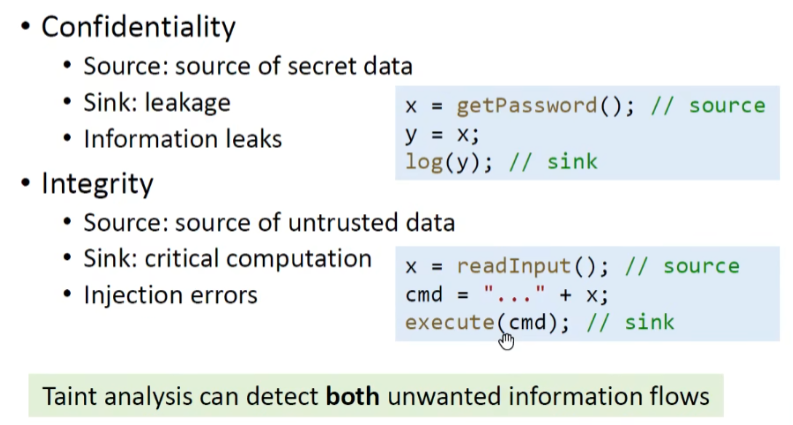 • Confidentiality
• Source: source of secret data
• Sink: leakage
• Information leaks
x = getPassword(); // source
y = x;
log(y); // sink
• Integrity
• Source: source of untrusted data
• Sink: critical computation
• Injection errors
x = readInput(); // source
cmd = "..." + x;
execute(cmd); // sink
Taint analysis can detect both unwanted information flows